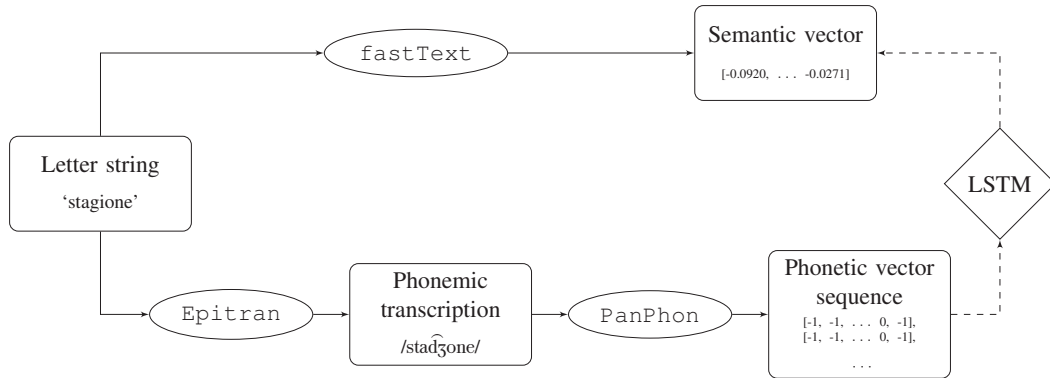 fastText
Semantic vector
[-0.0920, . . . -0.0271]
Letter string
‘stagione’
LSTM
Epitran
Phonemic
transcription
/stad͡ʒone/
PanPhon
Phonetic vector
sequence
[-1, -1, . . . 0, -1],
[-1, -1, . . . 0, -1],
. . .